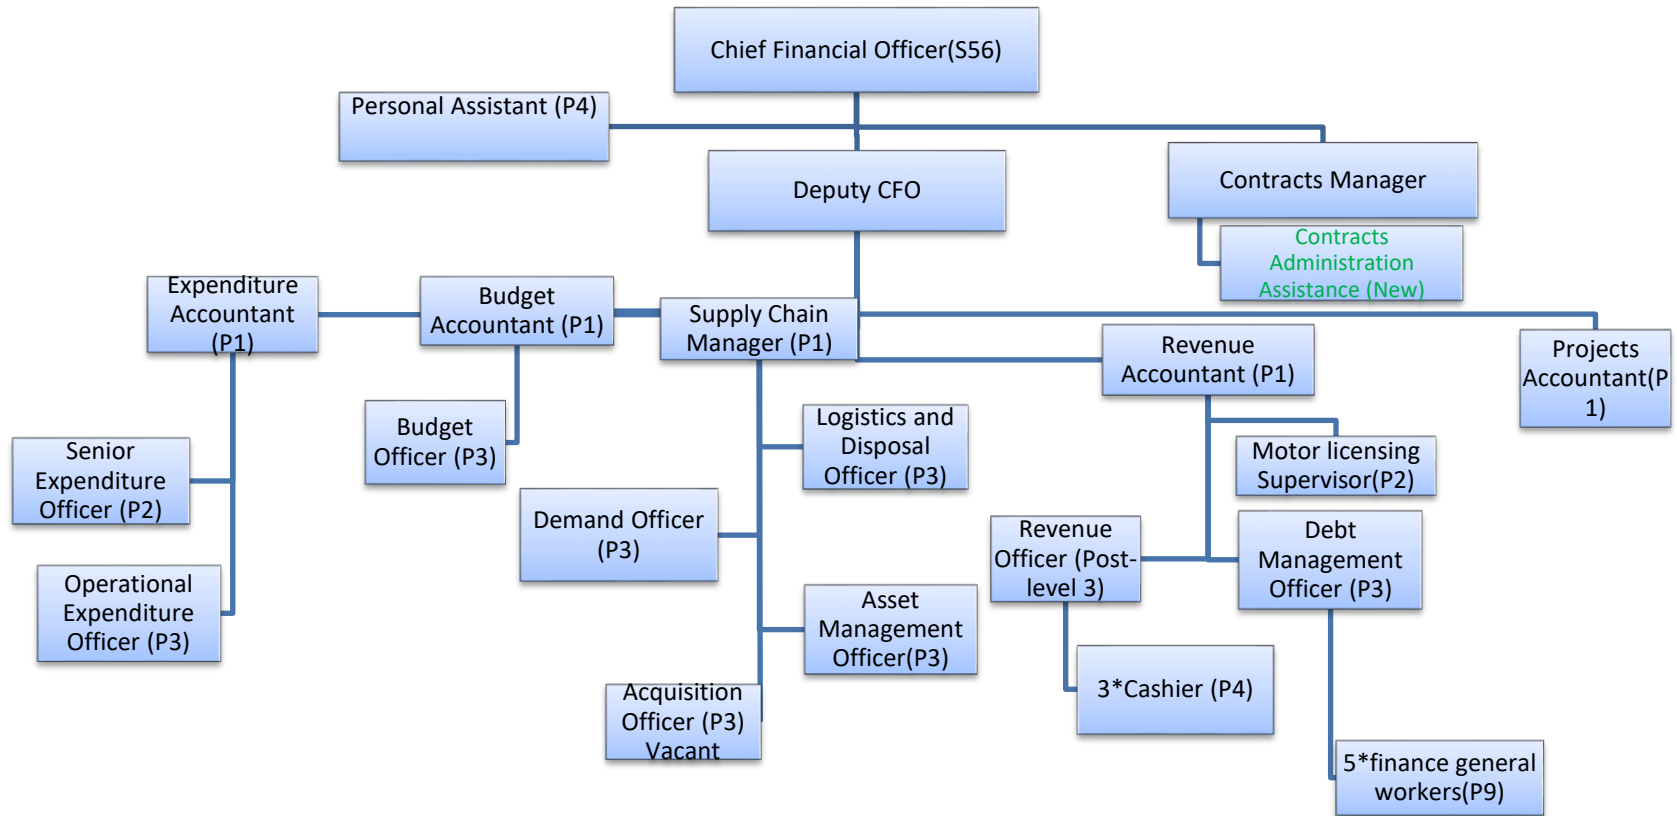 Chief Financial Officer(S56)
Personal Assistant (P4)
Deputy CFO
Contracts Manager
Contracts
Administration
Assistance (New)
Expenditure
Accountant
(P1)
Budget
Accountant (P1)
Supply Chain
Manager (P1)
Revenue
Accountant (P1)
Projects
Accountant(P
1)
Senior
Expenditure
Officer (P2)
Budget
Officer (P3)
Logistics and
Disposal
Officer (P3)
Motor licensing
Supervisor(P2)
Demand Officer
(P3)
Revenue
Officer (Post-
level 3)
Debt
Management
Officer (P3)
Operational
Expenditure
Officer (P3)
Asset
Management
Officer(P3)
3*Cashier (P4)
Acquisition
Officer (P3)
Vacant
5*finance general
workers(P9)